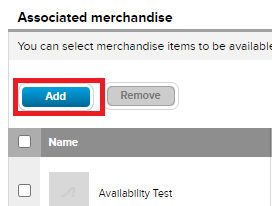 Associated merchandise
You can select merchandise items to be available
Add
Remove
Name
Availability Test